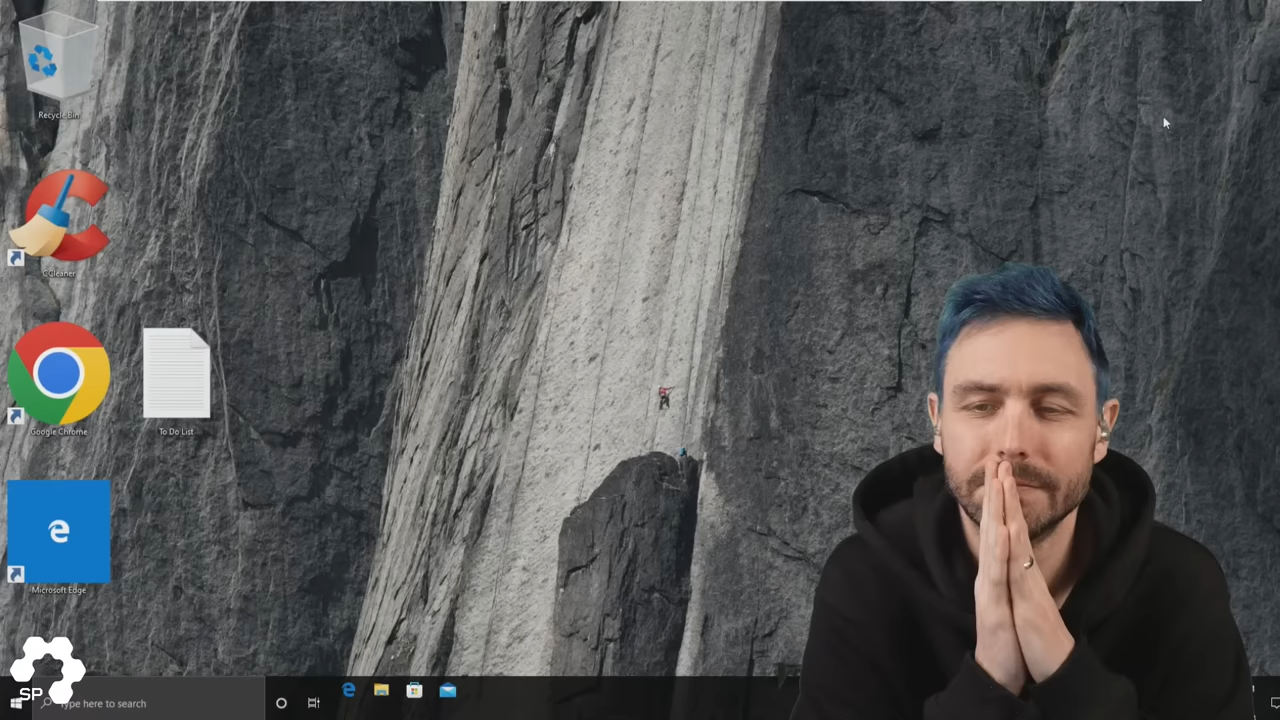 Recycle Bin
CCleaner
Google Chrome
To Do List
Microsoft Edge
SP
Type here to search